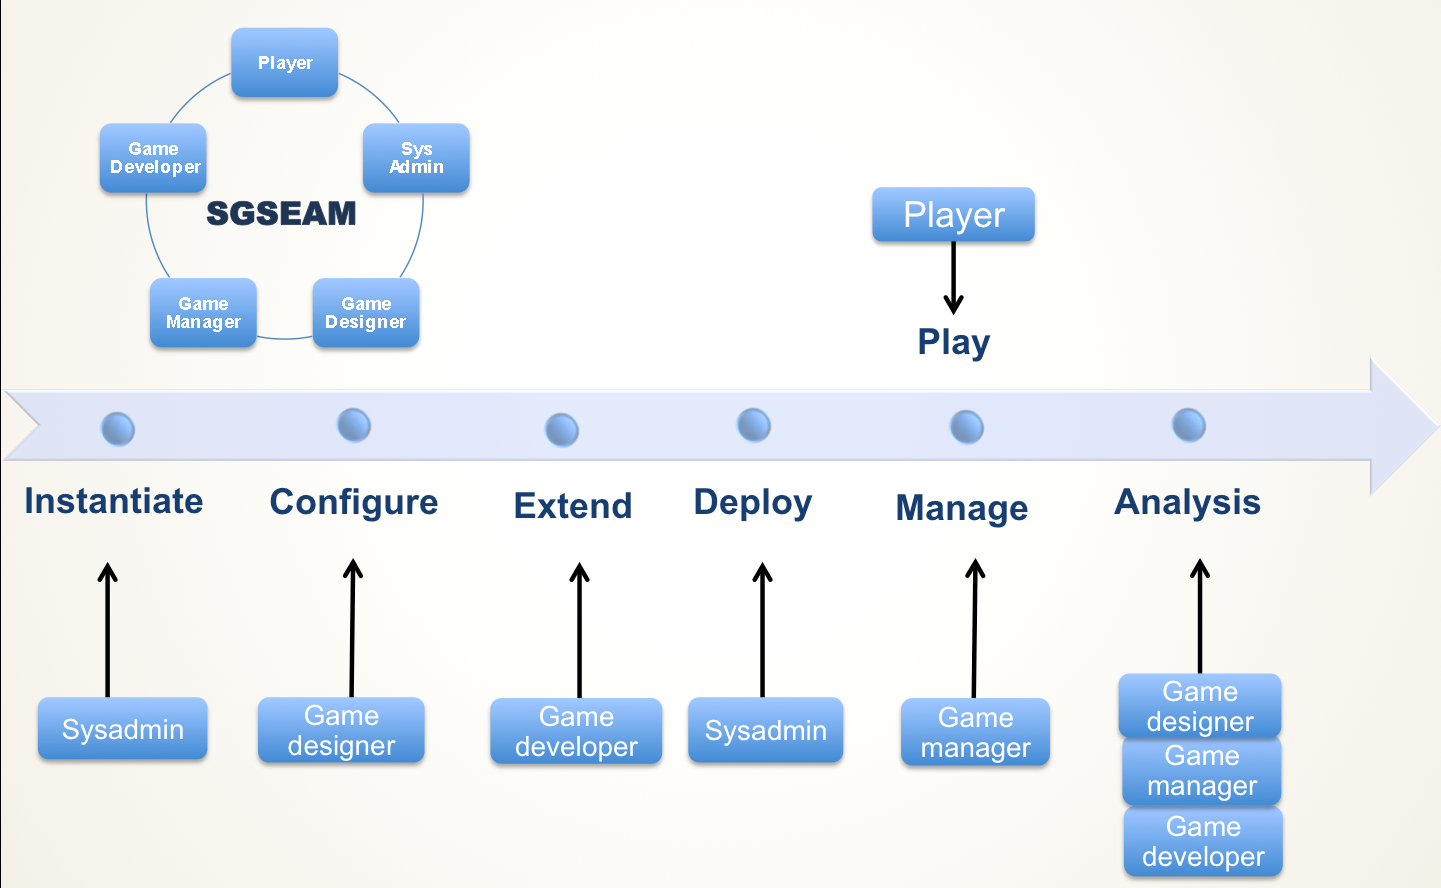 Player
Game
Developer
Sys
Admin
SGSEAM
Game
Manager
Game
Designer
Player
Play
Instantiate
Configure
Extend
Deploy
Manage
Analysis
Sysadmin
Game
designer
Game
developer
Sysadmin
Game
manager
Game
designer
Game
manager
Game
developer